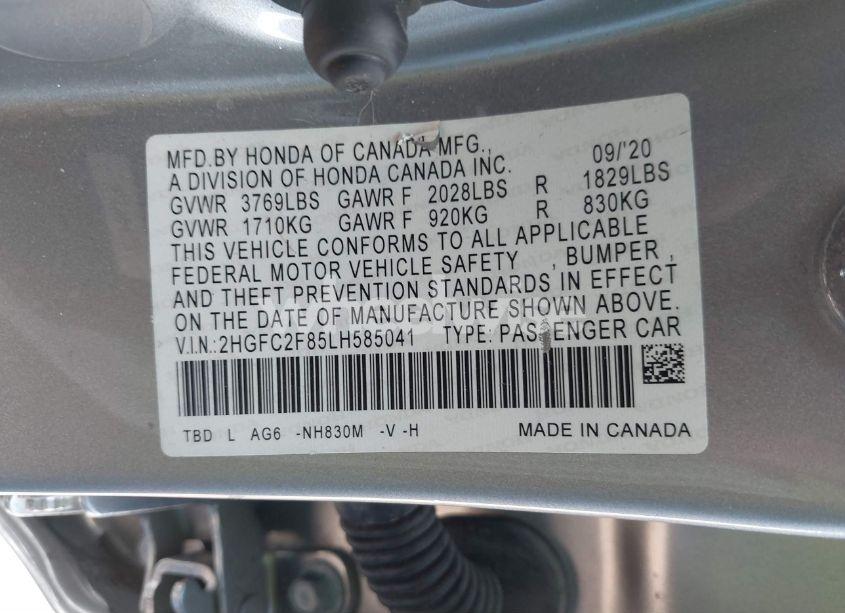 MFD.BY HONDA OF CANADA MFG., 09/'20
A DIVISION OF HONDA CANADA INC.
GVWR 3769LBS GAWR F 2028LBS R 1829LBS
GVWR 1710KG GAWR F 920KG R 830KG
THIS VEHICLE CONFORMS TO ALL APPLICABLE
FEDERAL MOTOR VEHICLE SAFETY , BUMPER ,
AND THEFT PREVENTION STANDARDS IN EFFECT
ON THE DATE OF MANUFACTURE SHOWN ABOVE.
V.I.N.:2HGFC2F85LH585041 TYPE: PASSENGER CAR
TBD L AG6 -NH830M -V -H MADE IN CANADA